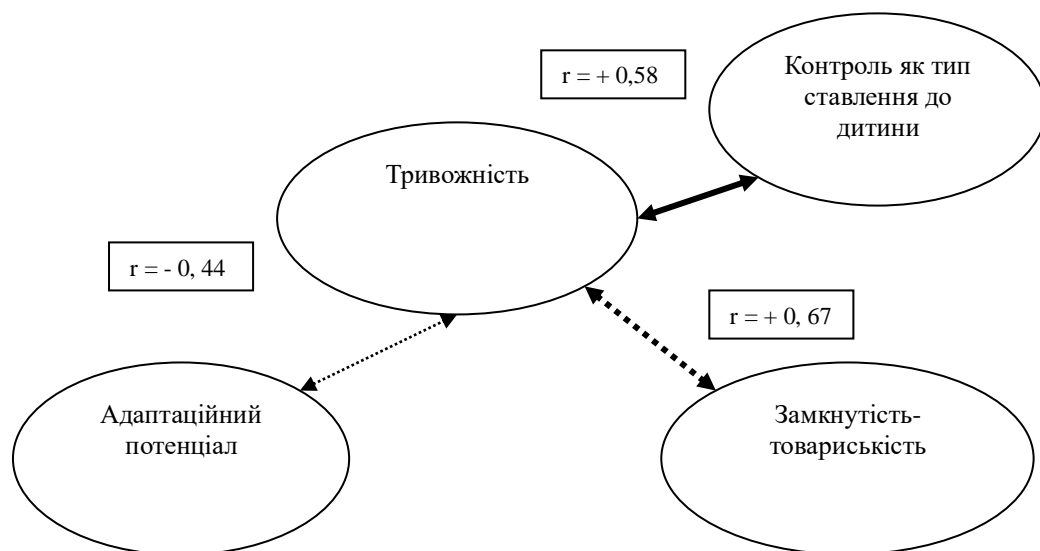 r = + 0,58
Контроль як тип
ставлення до
дитини
Тривожність
r = - 0, 44
r = + 0, 67
Адаптаційний
потенціал
Замкнутість-
товариськість